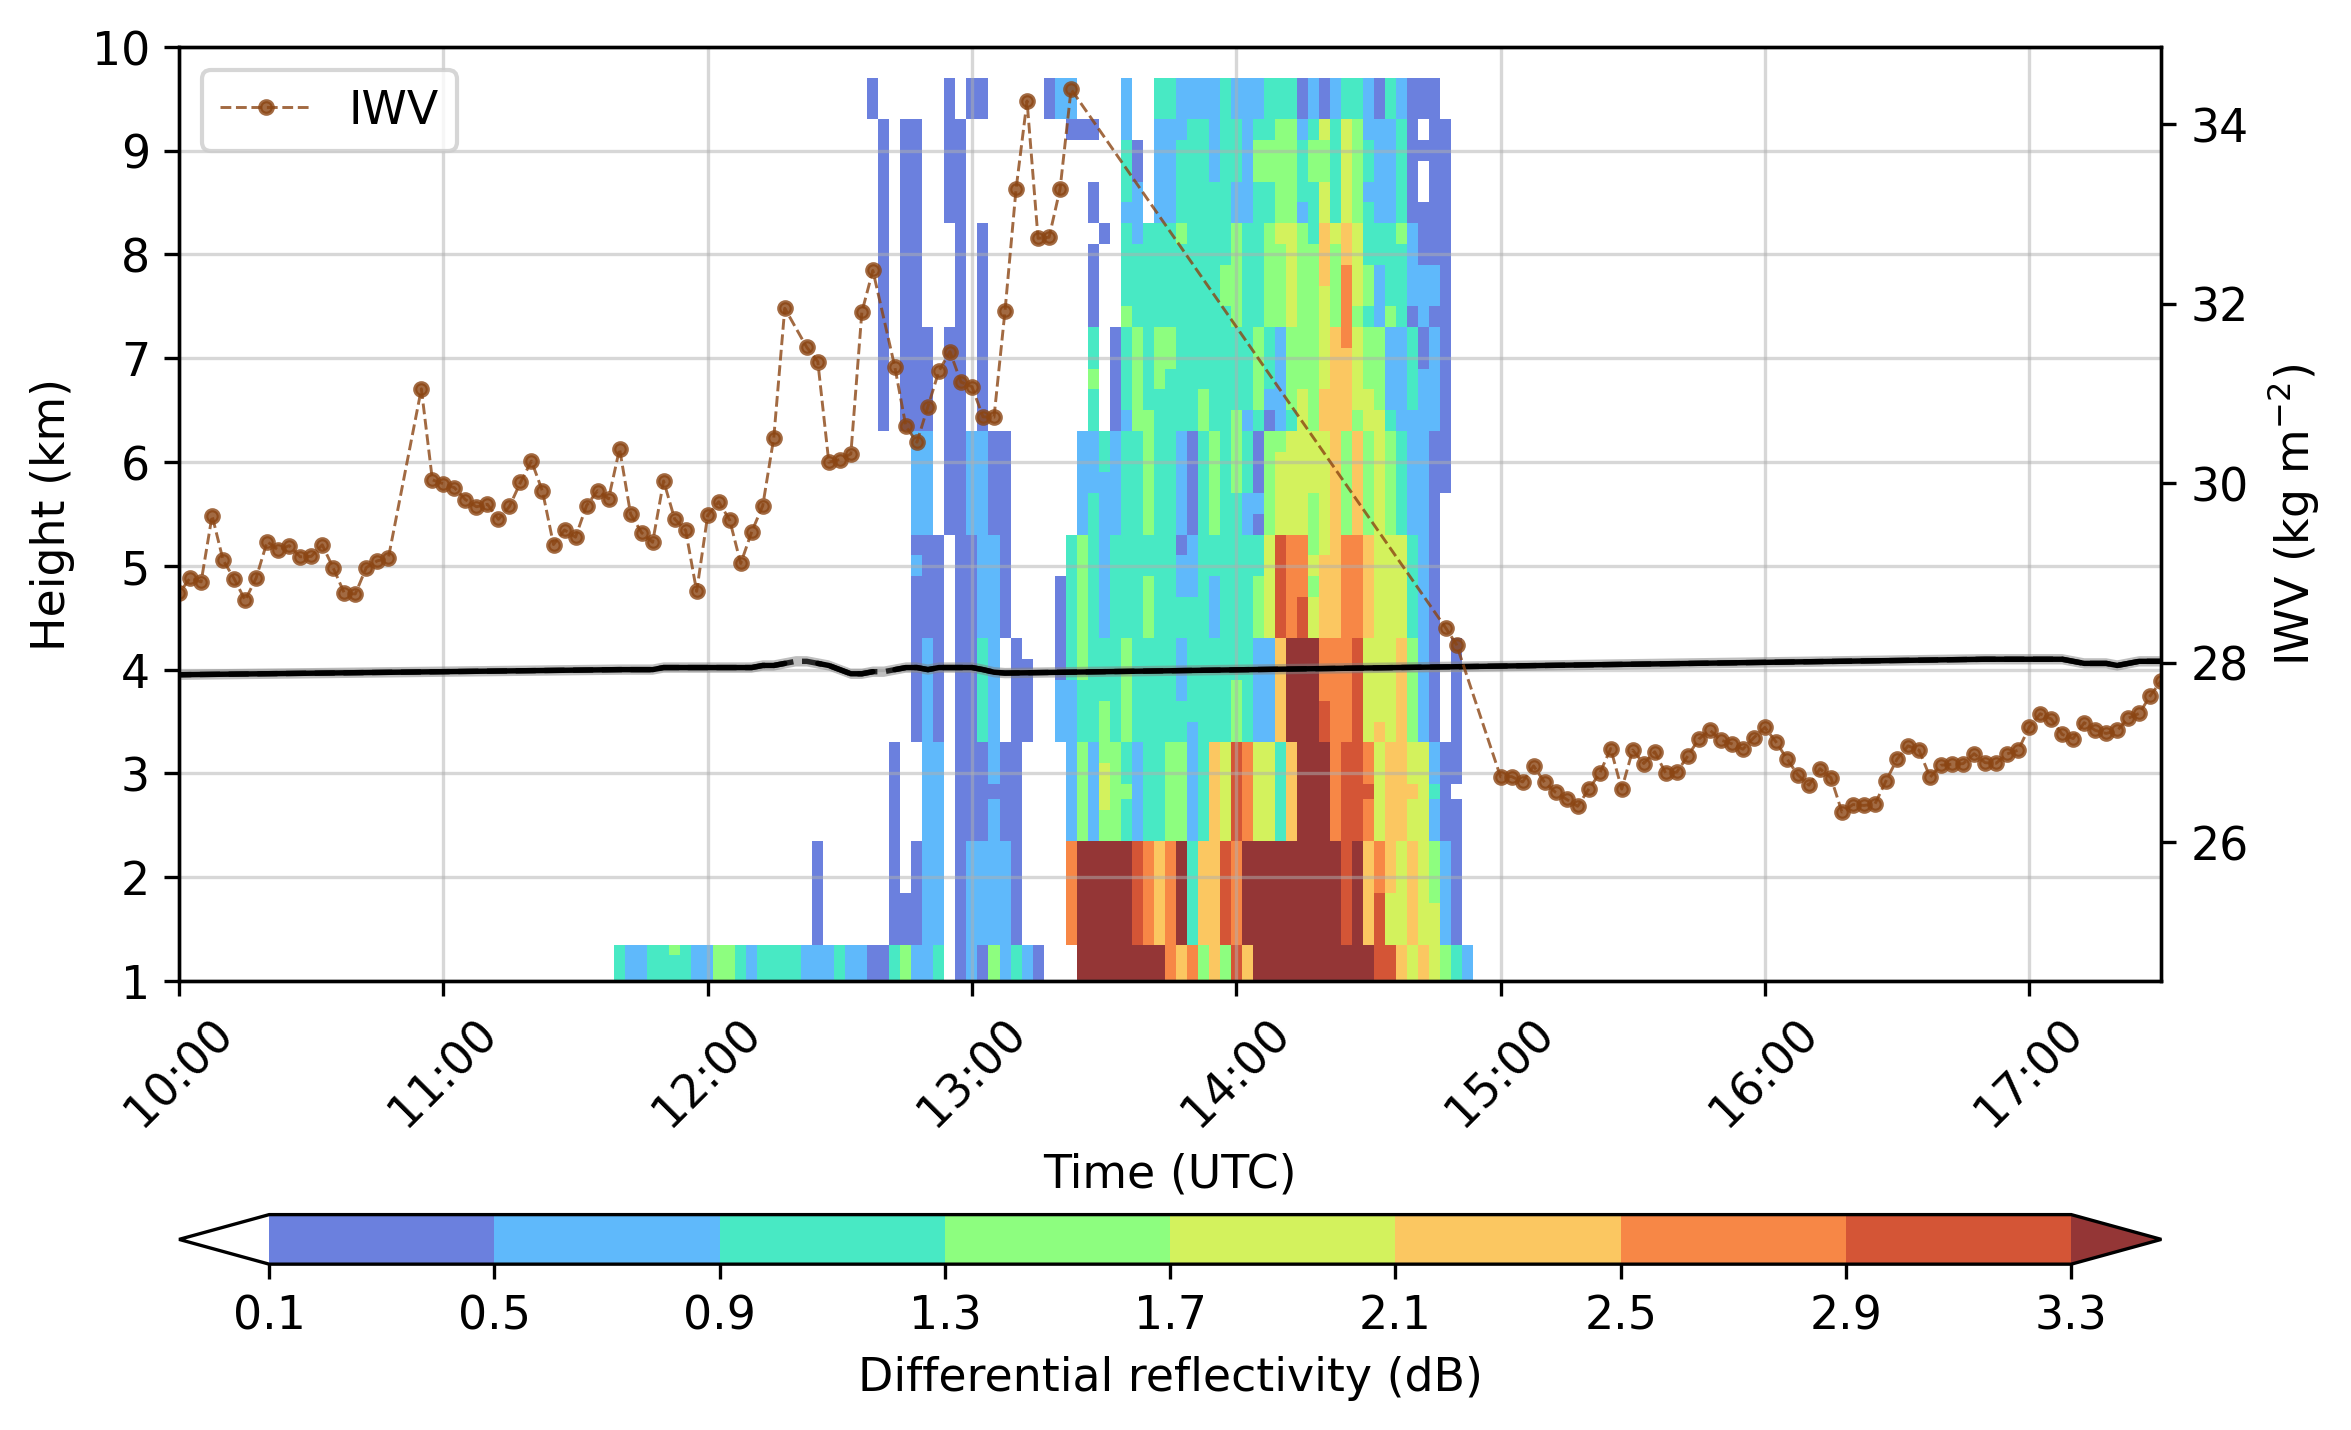 IWV
10
9
8
7
6
5
4
3
2
1
Height (km)
34
32
30
28
26
IWV (kg m−2)
10:00 11:00 12:00 13:00 14:00 15:00 16:00 17:00
Time (UTC)
0.1 0.5 0.9 1.3 1.7 2.1 2.5 2.9 3.3
Differential reflectivity (dB)